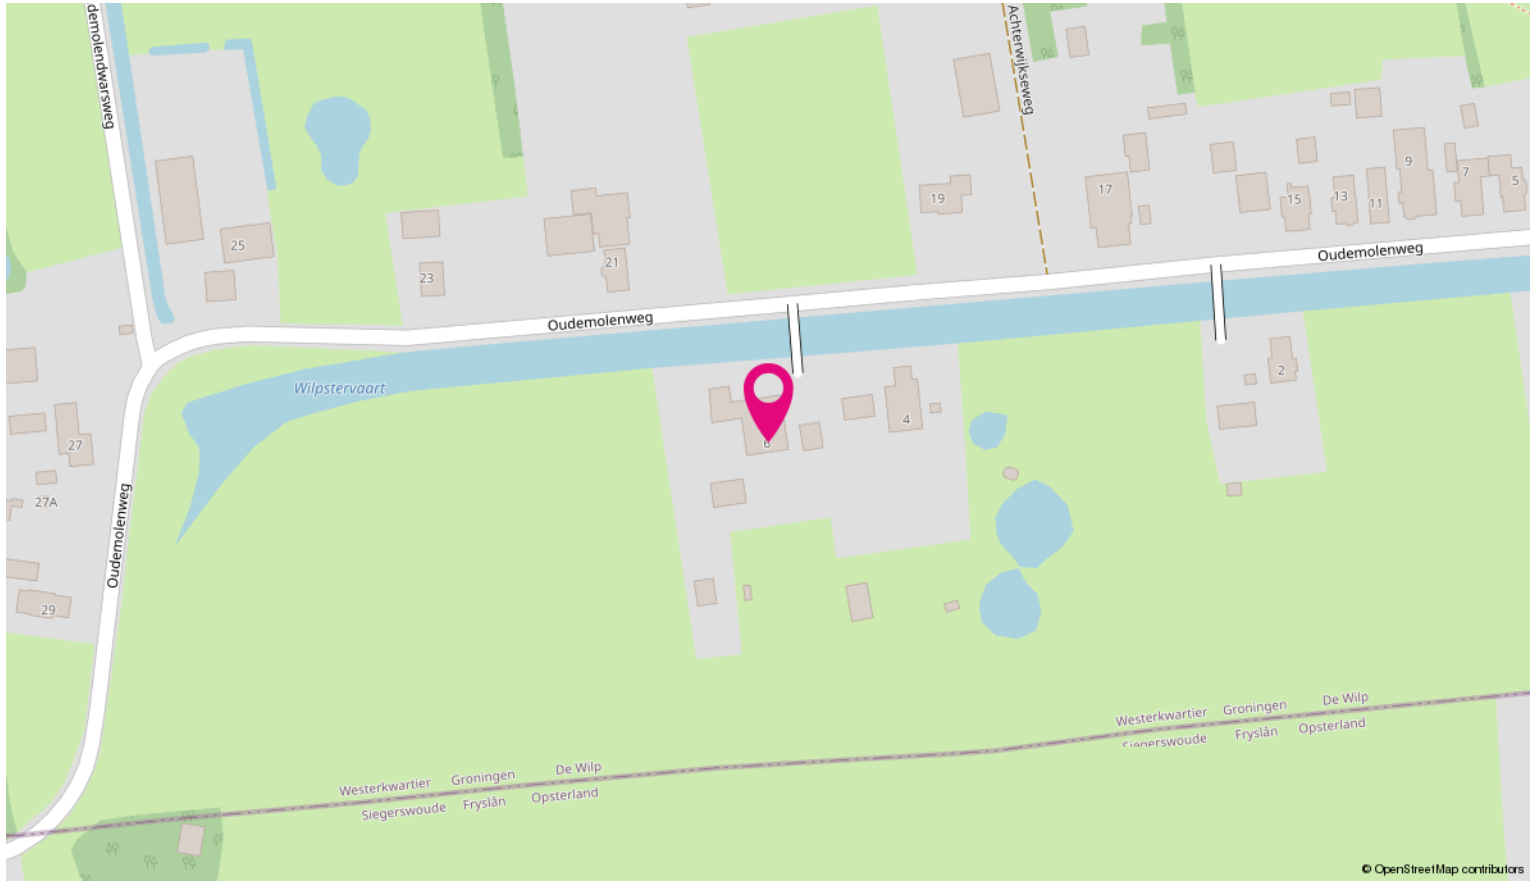 demolendwarsweg
Achterwijkseweg
9
7
5
17
19
15
13
11
25
Oudemolenweg
23
21
Oudemolenweg
Wilpstervaart
2
4
27
6
27A
Oudemolenweg
29
Westerkwartier Groningen De Wilp
Siegerswoude Fryslân Opsterland
Westerkwartier Groningen De Wilp
Siegerswoude Fryslân Opsterland
© OpenStreetMap contributors